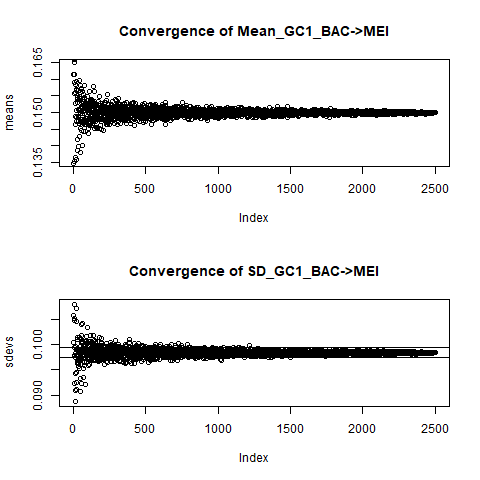 Convergence of Mean_GC1_BAC->MEI
means
0.135 0.150 0.165
0 500 1000 1500 2000 2500
Index
Convergence of SD_GC1_BAC->MEI
sdevs
0.090 0.100
0 500 1000 1500 2000 2500
Index